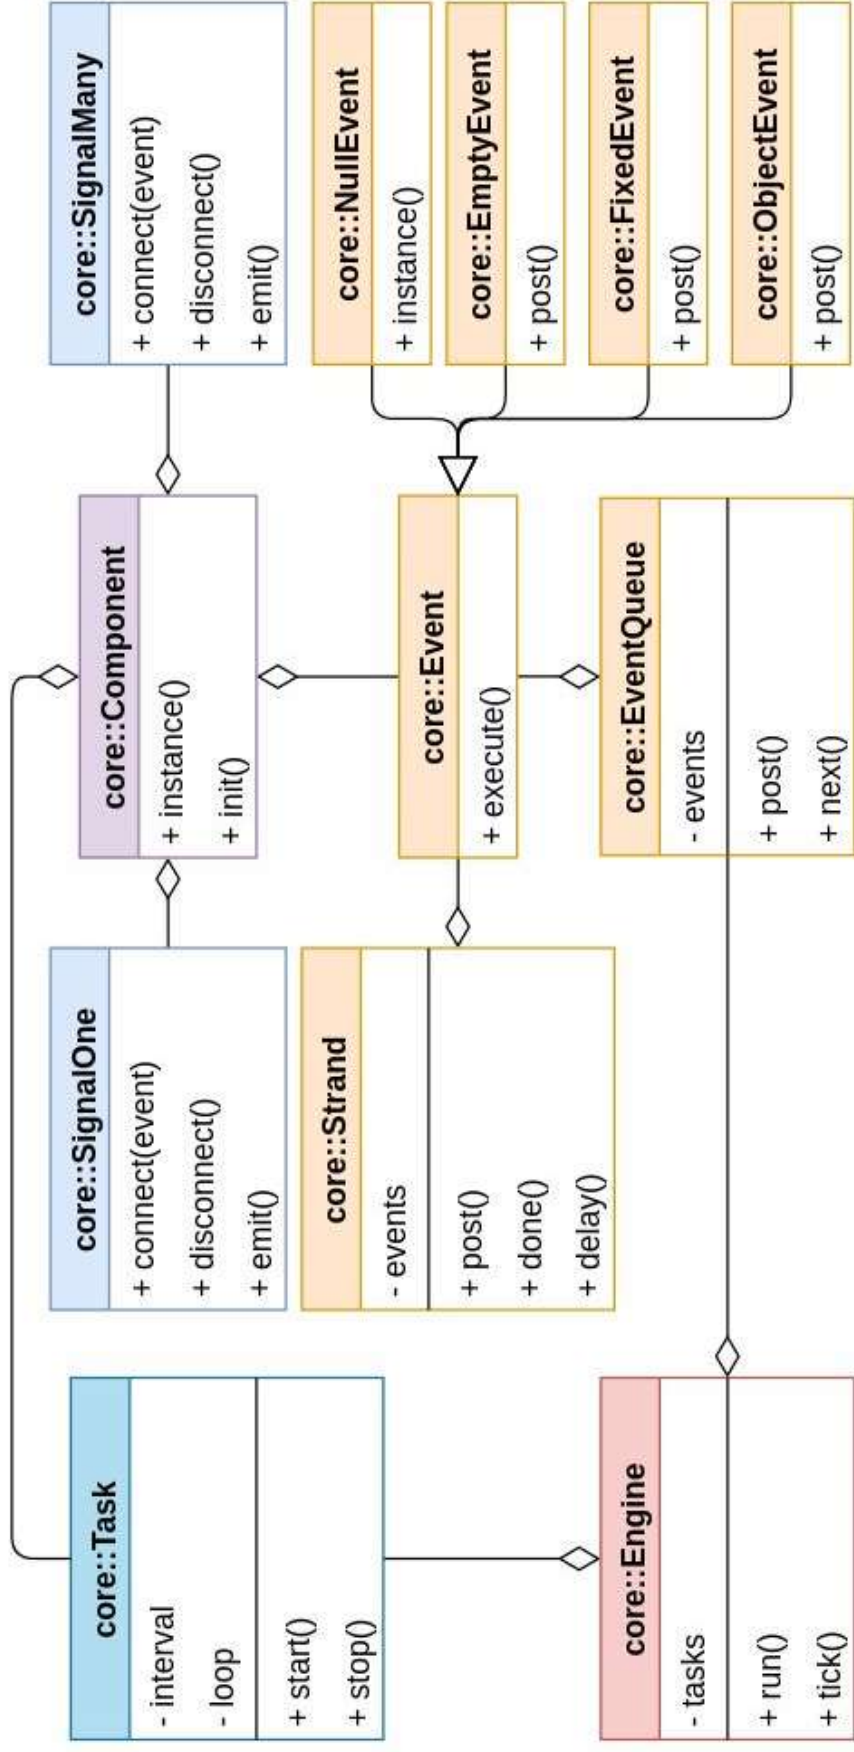 core::Task
- interval
- loop
+ start()
+ stop()
core::SignalOne
+ connect(event)
+ disconnect()
+ emit()
core::Component
+ instance()
+ init()
core::SignalMany
+ connect(event)
+ disconnect()
+ emit()
core::Strand
- events
+ post()
+ done()
+ delay()
core::Event
+ execute()
core::NullEvent
+ instance()
core::EmptyEvent
+ post()
core::FixedEvent
+ post()
core::ObjectEvent
+ post()
core::Engine
- tasks
+ run()
+ tick()
core::EventQueue
- events
+ post()
+ next()